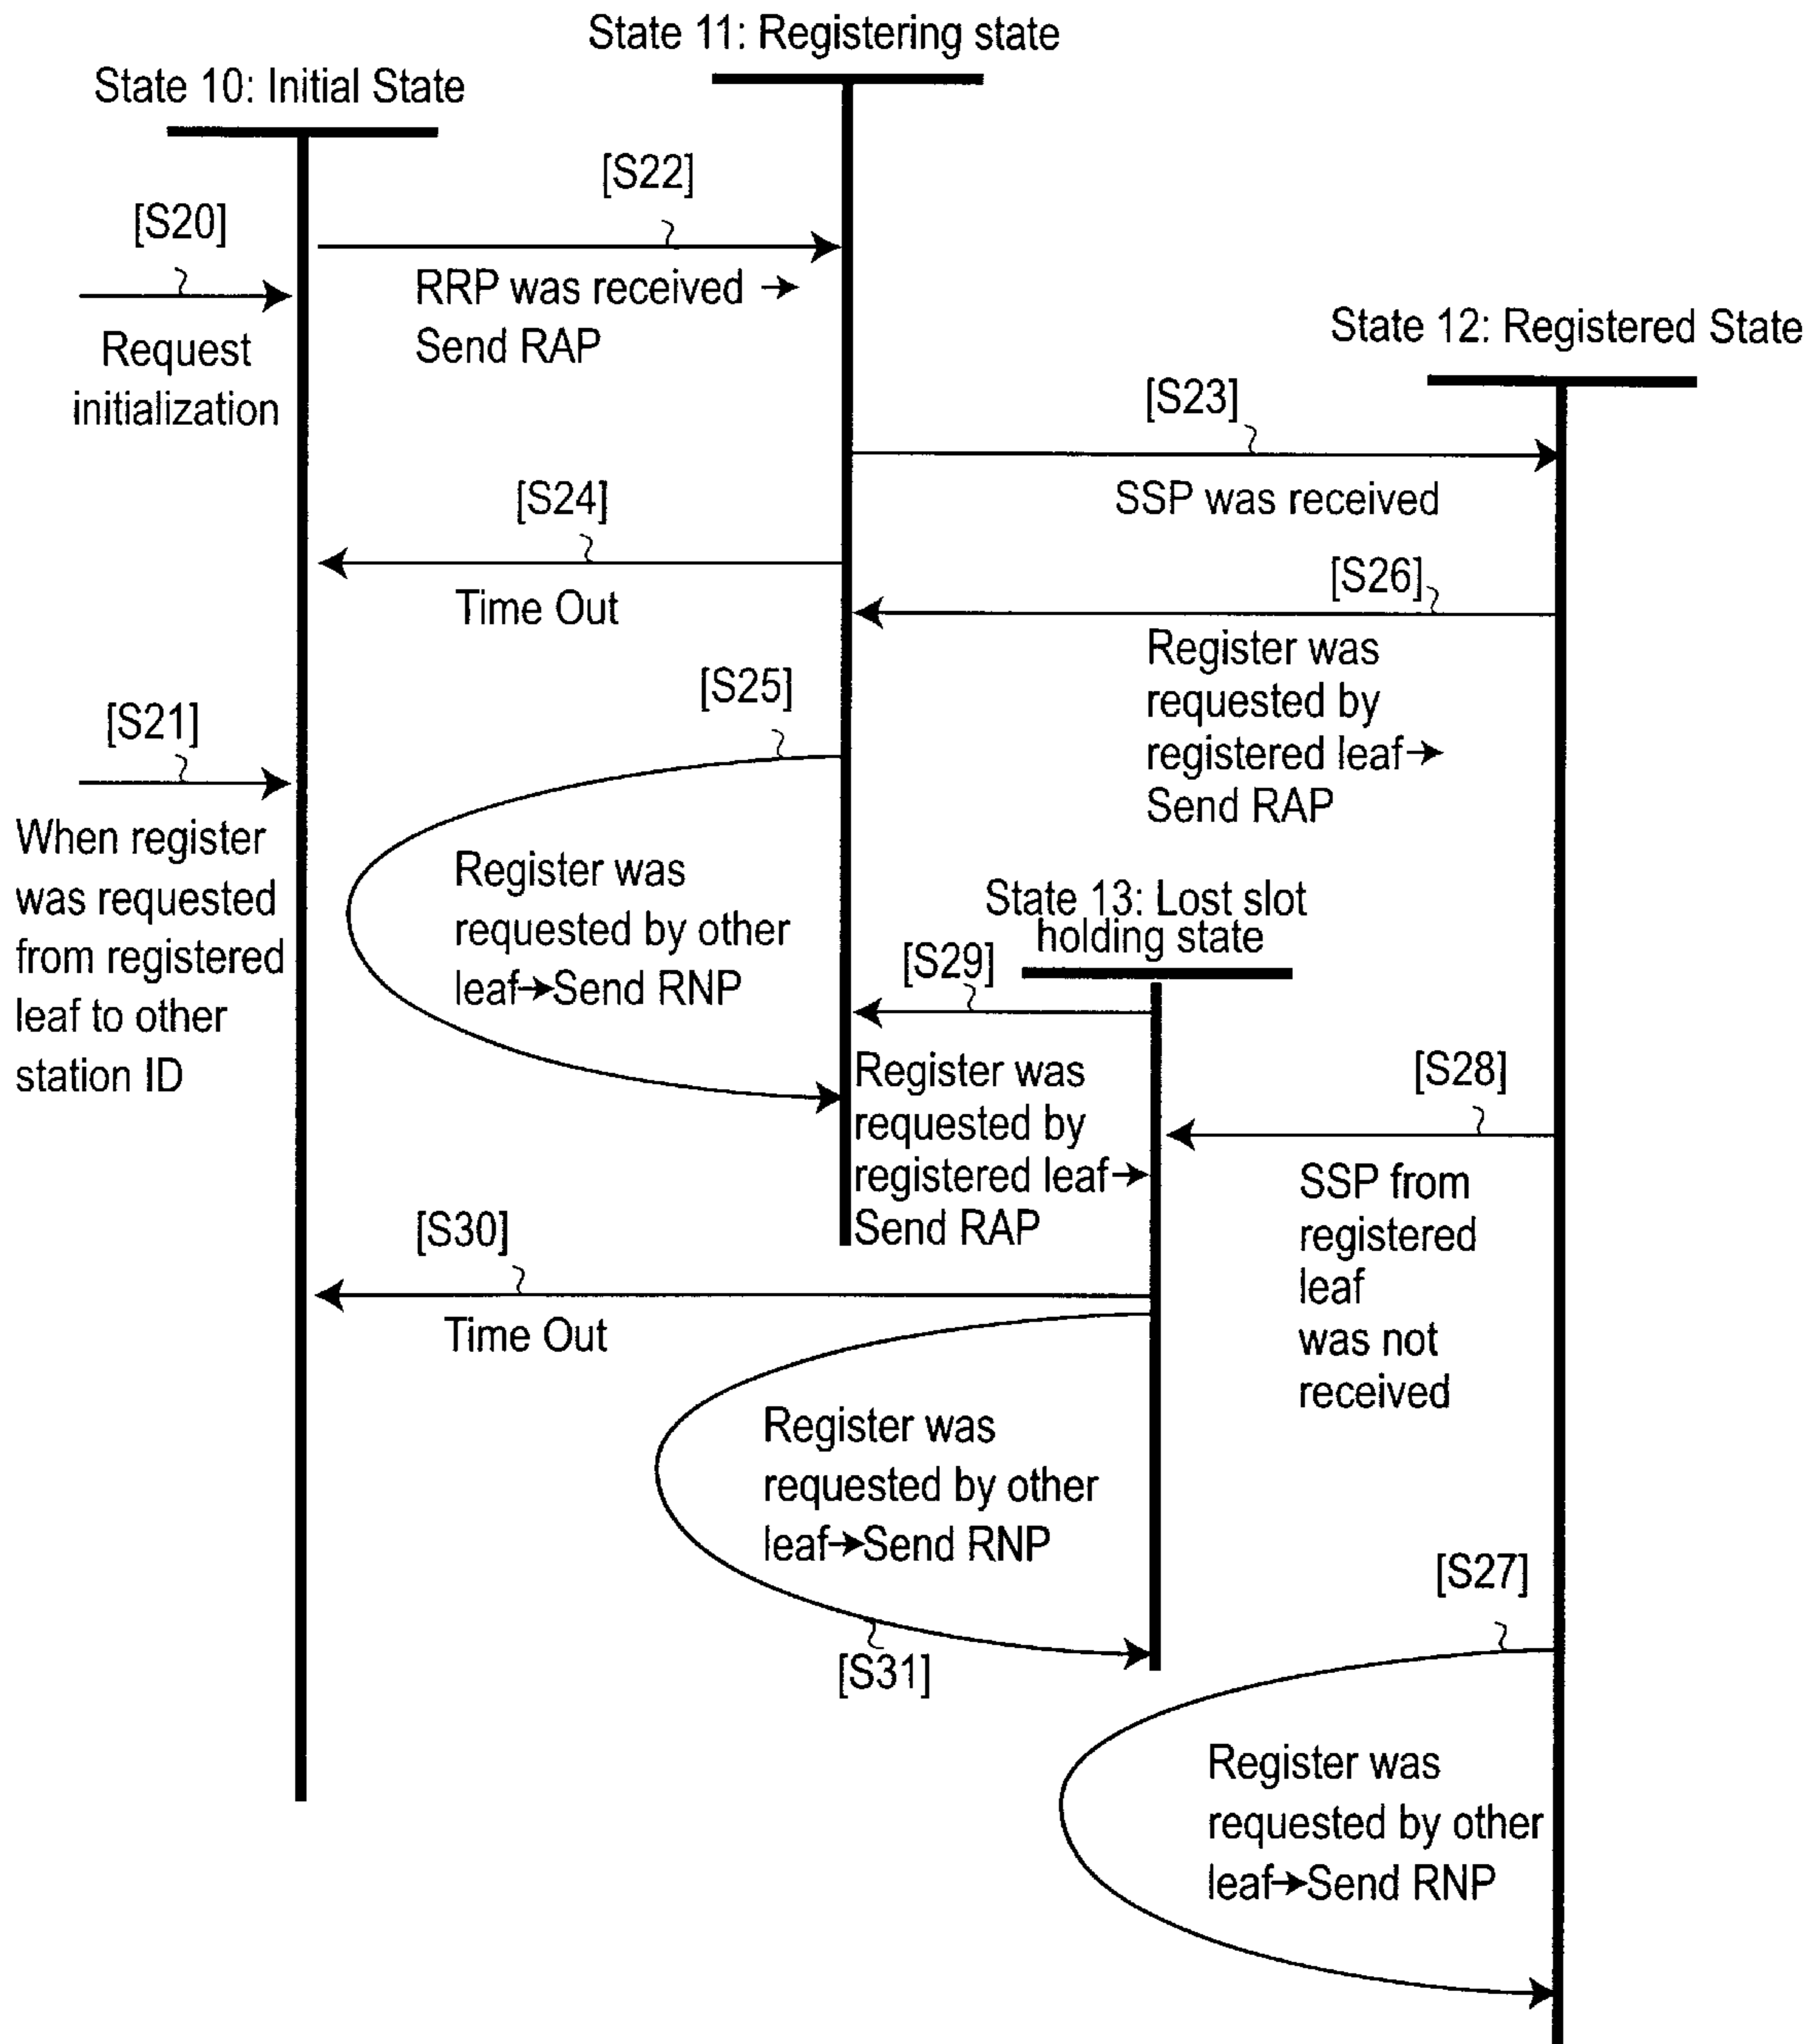 State 11: Registering state
State 10: Initial State
[S22]
[S20]
RRP was received →
Send RAP
Request
initialization
State 12: Registered State
[S23]
SSP was received
[S24]
Time Out
[S26]
Register was
requested by
registered leaf→
Send RAP
[S25]
[S21]
When register
was requested
from registered
leaf to other
station ID
Register was
requested by other
leaf→Send RNP
State 13: Lost slot
holding state
[S29]
Register was
requested by
registered leaf→
Send RAP
[S28]
SSP from
registered
leaf
was not
received
[S30]
Time Out
Register was
requested by other
leaf→Send RNP
[S31]
[S27]
Register was
requested by other
leaf→Send RNP